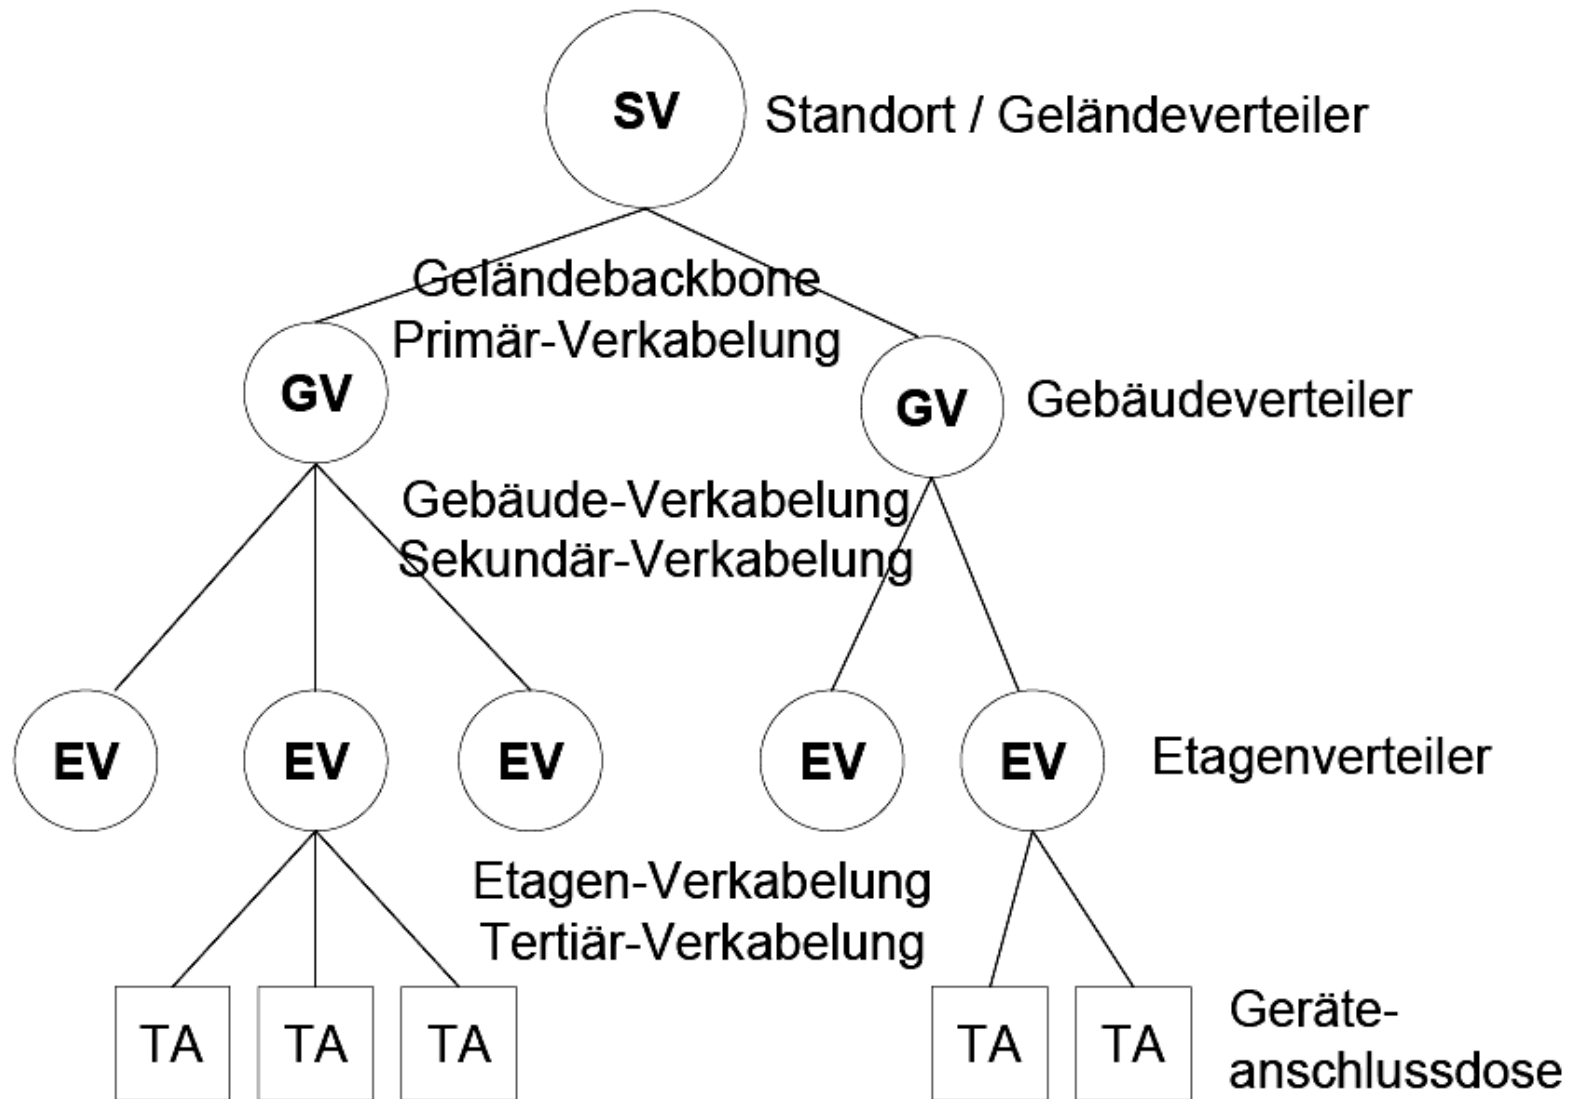 SV
Standort / Geländeverteiler
Geländebackbone
Primär-Verkabelung
GV
GV
Gebäudeverteiler
Gebäude-Verkabelung
Sekundär-Verkabelung
EV
EV
EV
EV
EV
Etagenverteiler
Etagen-Verkabelung
Tertiär-Verkabelung
TA
TA
TA
TA
TA
Geräte-
anschlussdose